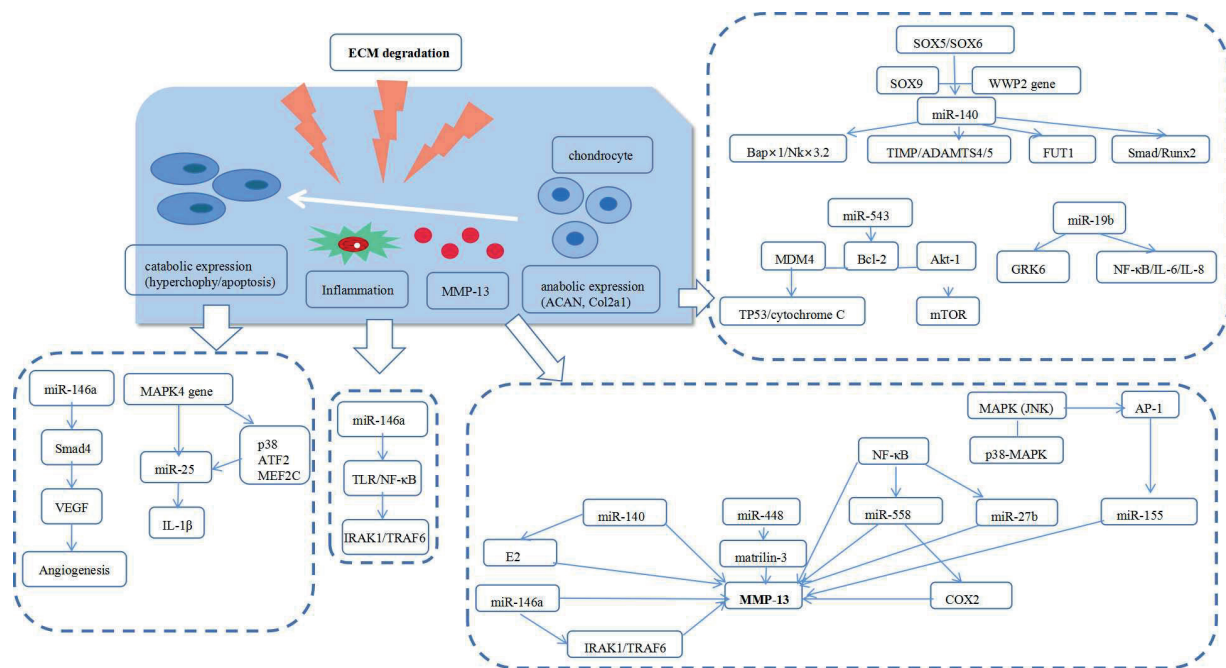 ECM degradation
chondrocyte
catabolic expression
(hyperchophy/apoptosis)
Inflammation
MMP-13
anabolic expression
(ACAN, Col2a1)
SOX5/SOX6
SOX9
WWP2 gene
miR-140
Bap×1/Nk×3.2
TIMP/ADAMTS4/5
FUT1
Smad/Runx2
miR-543
miR-19b
MDM4
Bcl-2
Akt-1
GRK6
NF-κB/IL-6/IL-8
TP53/cytochrome C
mTOR
miR-146a
Smad4
VEGF
Angiogenesis
MAPK4 gene
p38
ATF2
MEF2C
miR-25
IL-1β
miR-146a
TLR/NF-κB
IRAK1/TRAF6
MAPK (JNK)
AP-1
p38-MAPK
NF-κB
miR-140
miR-448
miR-558
miR-27b
miR-155
E2
matrilin-3
miR-146a
MMP-13
COX2
IRAK1/TRAF6